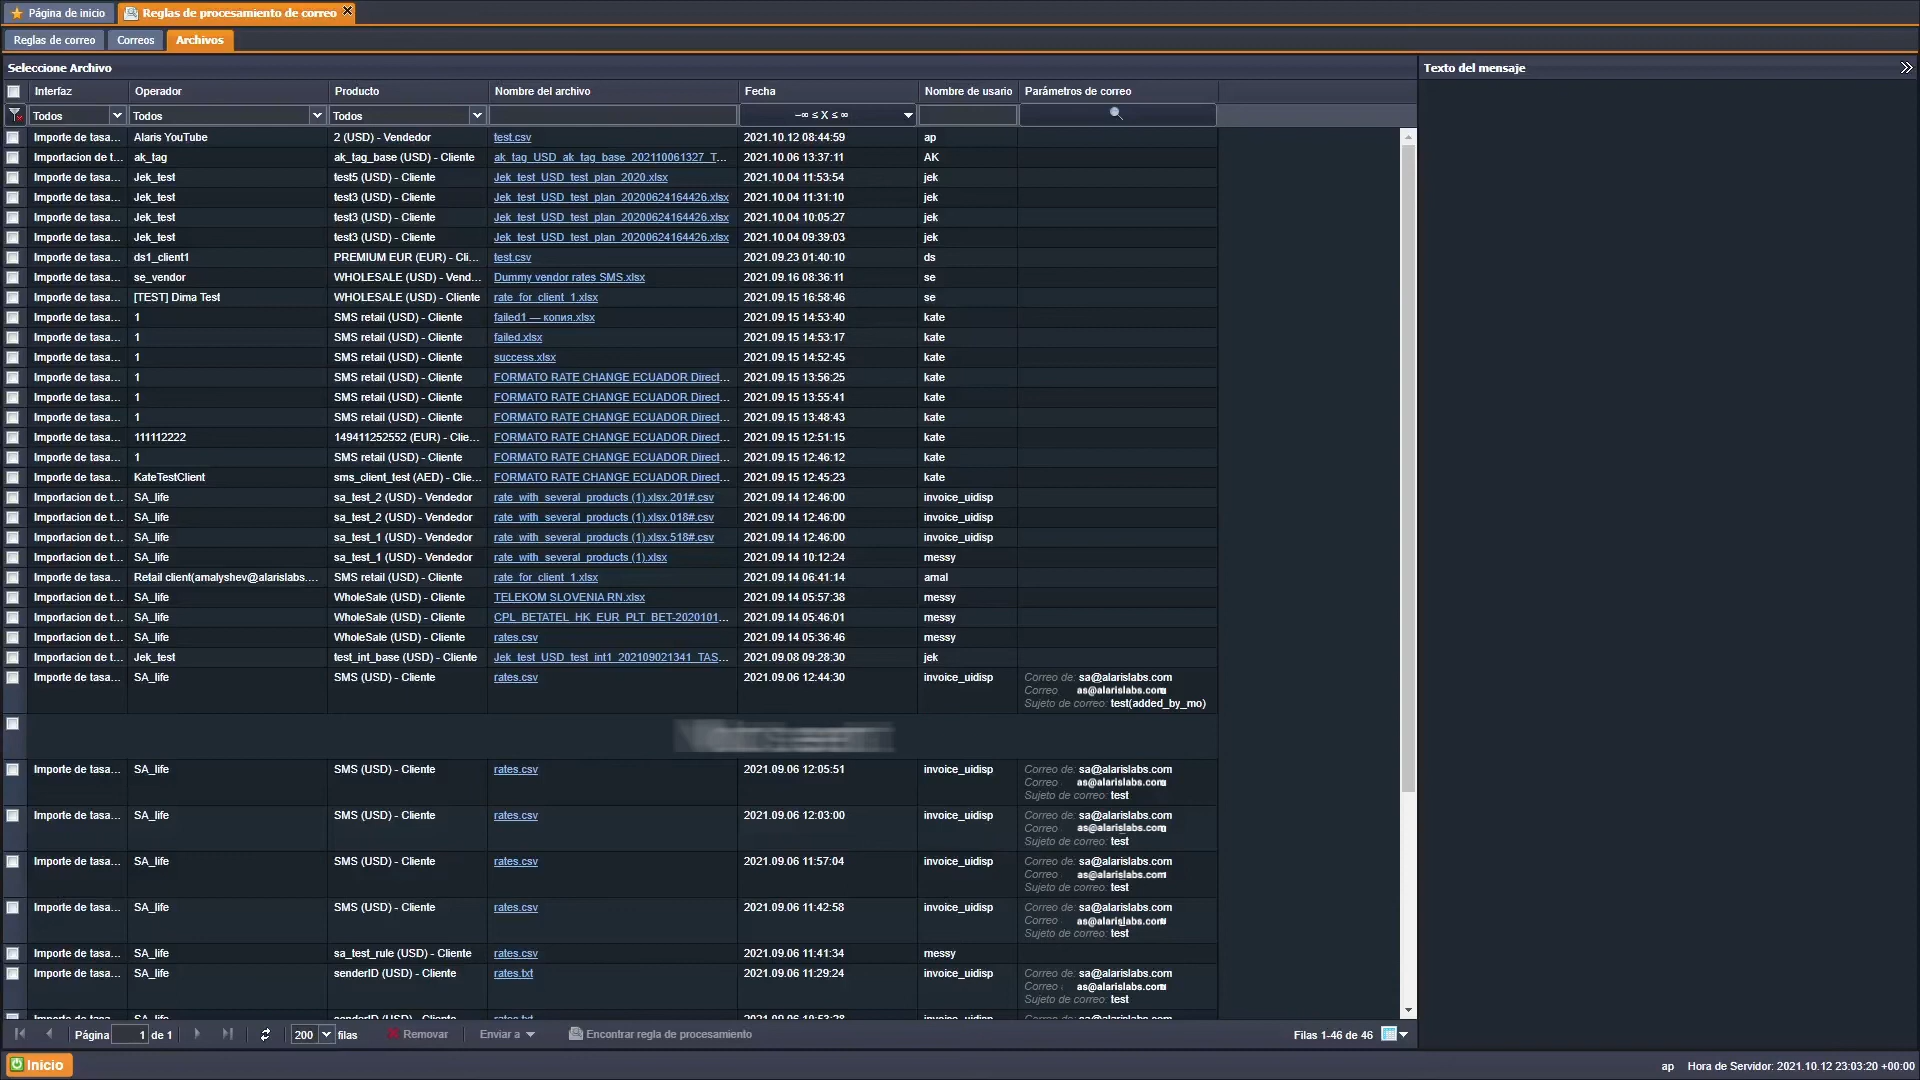 Página de inicio Reglas de procesamiento de correo
Reglas de correo Correos Archivos
Seleccione Archivo Texto del mensaje
Interfaz Operador Producto Nombre del archivo Fecha Nombre de usario Parámetros de correo
Todos Todos Todos −∞ ≤ X ≤ ∞
Importe de tasa... Alaris YouTube 2 (USD) - Vendedor test.csv 2021.10.12 08:44:59 ap
Importacion de t... ak_tag ak_tag_base (USD) - Cliente ak_tag_USD_ak_tag_base_202110061327_T... 2021.10.06 13:37:11 AK
Importe de tasa... Jek_test test5 (USD) - Cliente Jek_test_USD_test_plan_2020.xlsx 2021.10.04 11:53:54 jek
Importe de tasa... Jek_test test3 (USD) - Cliente Jek_test_USD_test_plan_20200624164426.xlsx 2021.10.04 11:31:10 jek
Importe de tasa... Jek_test test3 (USD) - Cliente Jek_test_USD_test_plan_20200624164426.xlsx 2021.10.04 10:05:27 jek
Importe de tasa... Jek_test test3 (USD) - Cliente Jek_test_USD_test_plan_20200624164426.xlsx 2021.10.04 09:39:03 jek
Importe de tasa... ds1_client1 PREMIUM EUR (EUR) - Cli... test.csv 2021.09.23 01:40:10 ds
Importe de tasa... se_vendor WHOLESALE (USD) - Vend... Dummy vendor rates SMS.xlsx 2021.09.16 08:36:11 se
Importe de tasa... [TEST] Dima Test WHOLESALE (USD) - Cliente rate_for_client_1.xlsx 2021.09.15 16:58:46 se
Importe de tasa... 1 SMS retail (USD) - Cliente failed1 — копия.xlsx 2021.09.15 14:53:40 kate
Importe de tasa... 1 SMS retail (USD) - Cliente failed.xlsx 2021.09.15 14:53:17 kate
Importe de tasa... 1 SMS retail (USD) - Cliente success.xlsx 2021.09.15 14:52:45 kate
Importe de tasa... 1 SMS retail (USD) - Cliente FORMATO RATE CHANGE ECUADOR Direct... 2021.09.15 13:56:25 kate
Importe de tasa... 1 SMS retail (USD) - Cliente FORMATO RATE CHANGE ECUADOR Direct... 2021.09.15 13:55:41 kate
Importe de tasa... 1 SMS retail (USD) - Cliente FORMATO RATE CHANGE ECUADOR Direct... 2021.09.15 13:48:43 kate
Importe de tasa... 111112222 149411252552 (EUR) - Clie... FORMATO RATE CHANGE ECUADOR Direct... 2021.09.15 12:51:15 kate
Importe de tasa... 1 SMS retail (USD) - Cliente FORMATO RATE CHANGE ECUADOR Direct... 2021.09.15 12:46:12 kate
Importe de tasa... KateTestClient sms_client_test (AED) - Clie... FORMATO RATE CHANGE ECUADOR Direct... 2021.09.15 12:45:23 kate
Importacion de t... SA_life sa_test_2 (USD) - Vendedor rate_with_several_products (1).xlsx.201#.csv 2021.09.14 12:46:00 invoice_uidisp
Importacion de t... SA_life sa_test_2 (USD) - Vendedor rate_with_several_products (1).xlsx.018#.csv 2021.09.14 12:46:00 invoice_uidisp
Importacion de t... SA_life sa_test_1 (USD) - Vendedor rate_with_several_products (1).xlsx.518#.csv 2021.09.14 12:46:00 invoice_uidisp
Importacion de t... SA_life sa_test_1 (USD) - Vendedor rate_with_several_products (1).xlsx 2021.09.14 10:12:24 messy
Importe de tasa... Retail client(amalyshev@alarislabs.... SMS retail (USD) - Cliente rate_for_client_1.xlsx 2021.09.14 06:41:14 amal
Importacion de t... SA_life WholeSale (USD) - Cliente TELEKOM SLOVENIA RN.xlsx 2021.09.14 05:57:38 messy
Importacion de t... SA_life WholeSale (USD) - Cliente CPL_BETATEL_HK_EUR_PLT_BET-2020101... 2021.09.14 05:46:01 messy
Importacion de t... SA_life WholeSale (USD) - Cliente rates.csv 2021.09.14 05:36:46 messy
Importacion de t... Jek_test test_int_base (USD) - Cliente Jek_test_USD_test_int1_202109021341_TAS... 2021.09.08 09:28:30 jek
Importe de tasa... SA_life SMS (USD) - Cliente rates.csv 2021.09.06 12:44:30 invoice_uidisp Correo de: sa@alarislabs.com
Correo as@alarislabs.com
Sujeto de correo: test(added_by_mo)
Importe de tasa... SA_life SMS (USD) - Cliente rates.csv 2021.09.06 12:05:51 invoice_uidisp Correo de: sa@alarislabs.com
Correo as@alarislabs.com
Sujeto de correo: test
Importe de tasa... SA_life SMS (USD) - Cliente rates.csv 2021.09.06 12:03:00 invoice_uidisp Correo de: sa@alarislabs.com
Correo as@alarislabs.com
Sujeto de correo: test
Importe de tasa... SA_life SMS (USD) - Cliente rates.csv 2021.09.06 11:57:04 invoice_uidisp Correo de: sa@alarislabs.com
Correo as@alarislabs.com
Sujeto de correo: test
Importe de tasa... SA_life SMS (USD) - Cliente rates.csv 2021.09.06 11:42:58 invoice_uidisp Correo de: sa@alarislabs.com
Correo as@alarislabs.com
Sujeto de correo: test
Importe de tasa... SA_life sa_test_rule (USD) - Cliente rates.csv 2021.09.06 11:41:34 messy
Importe de tasa... SA_life senderID (USD) - Cliente rates.txt 2021.09.06 11:29:24 invoice_uidisp Correo de: sa@alarislabs.com
Correo as@alarislabs.com
Sujeto de correo: test
Página 1 de 1 200 filas Remover Enviar a Encontrar regla de procesamiento Filas 1-46 de 46
Inicio ap Hora de Servidor: 2021.10.12 23:03:20 +00:00